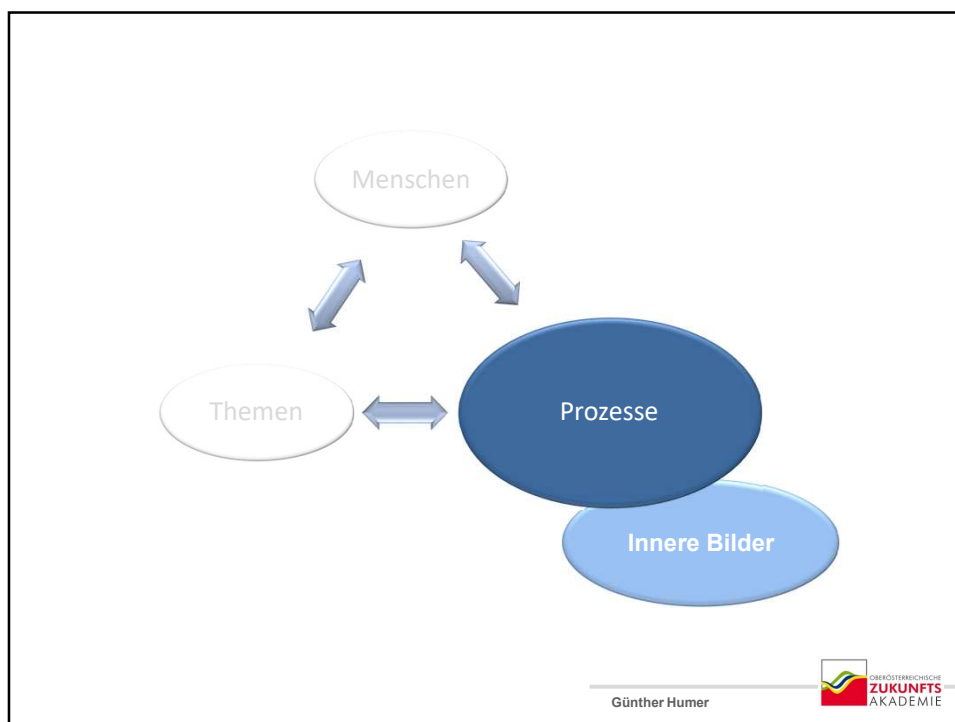 Menschen
Themen
Prozesse
Innere Bilder
Günther Humer
OBERÖSTERREICHISCHE
ZUKUNFTS
AKADEMIE